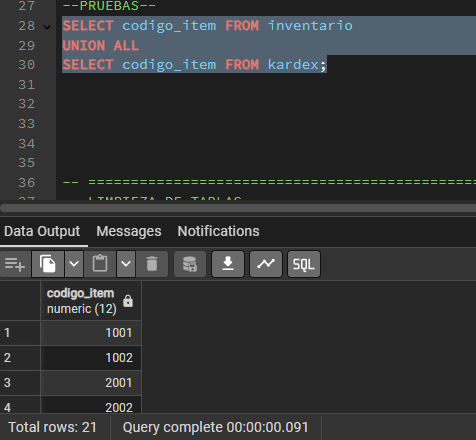 27 --PRUEBAS--
28 SELECT codigo_item FROM inventario
29 UNION ALL
30 SELECT codigo_item FROM kardex;
31
32
33
34
35
36 -- =============================================
LIMPIEZA DE TABLAS
Data Output Messages Notifications
SQL
codigo_item
numeric (12)
1 1001
2 1002
3 2001
4 2002
Total rows: 21 Query complete 00:00:00.091